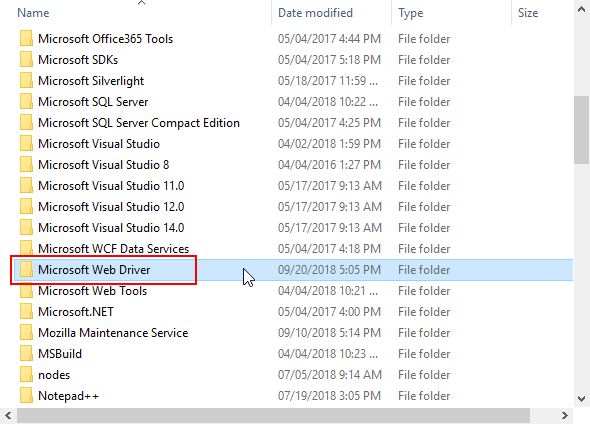 Name Date modified Type Size
Microsoft Office365 Tools 05/04/2017 4:44 PM File folder
Microsoft SDKs 05/04/2017 5:18 PM File folder
Microsoft Silverlight 05/18/2017 11:59 ... File folder
Microsoft SQL Server 04/04/2018 10:22 ... File folder
Microsoft SQL Server Compact Edition 05/04/2017 4:25 PM File folder
Microsoft Visual Studio 04/02/2018 1:59 PM File folder
Microsoft Visual Studio 8 04/04/2016 1:27 PM File folder
Microsoft Visual Studio 11.0 05/17/2017 9:13 AM File folder
Microsoft Visual Studio 12.0 05/17/2017 9:13 AM File folder
Microsoft Visual Studio 14.0 05/17/2017 9:13 AM File folder
Microsoft WCF Data Services 05/04/2017 4:18 PM File folder
Microsoft Web Driver 09/20/2018 5:05 PM File folder
Microsoft Web Tools 04/04/2018 10:21 ... File folder
Microsoft.NET 05/04/2017 4:00 PM File folder
Mozilla Maintenance Service 09/10/2018 5:14 PM File folder
MSBuild 04/04/2018 10:23 ... File folder
nodes 07/05/2018 9:14 AM File folder
Notepad++ 07/19/2018 3:05 PM File folder